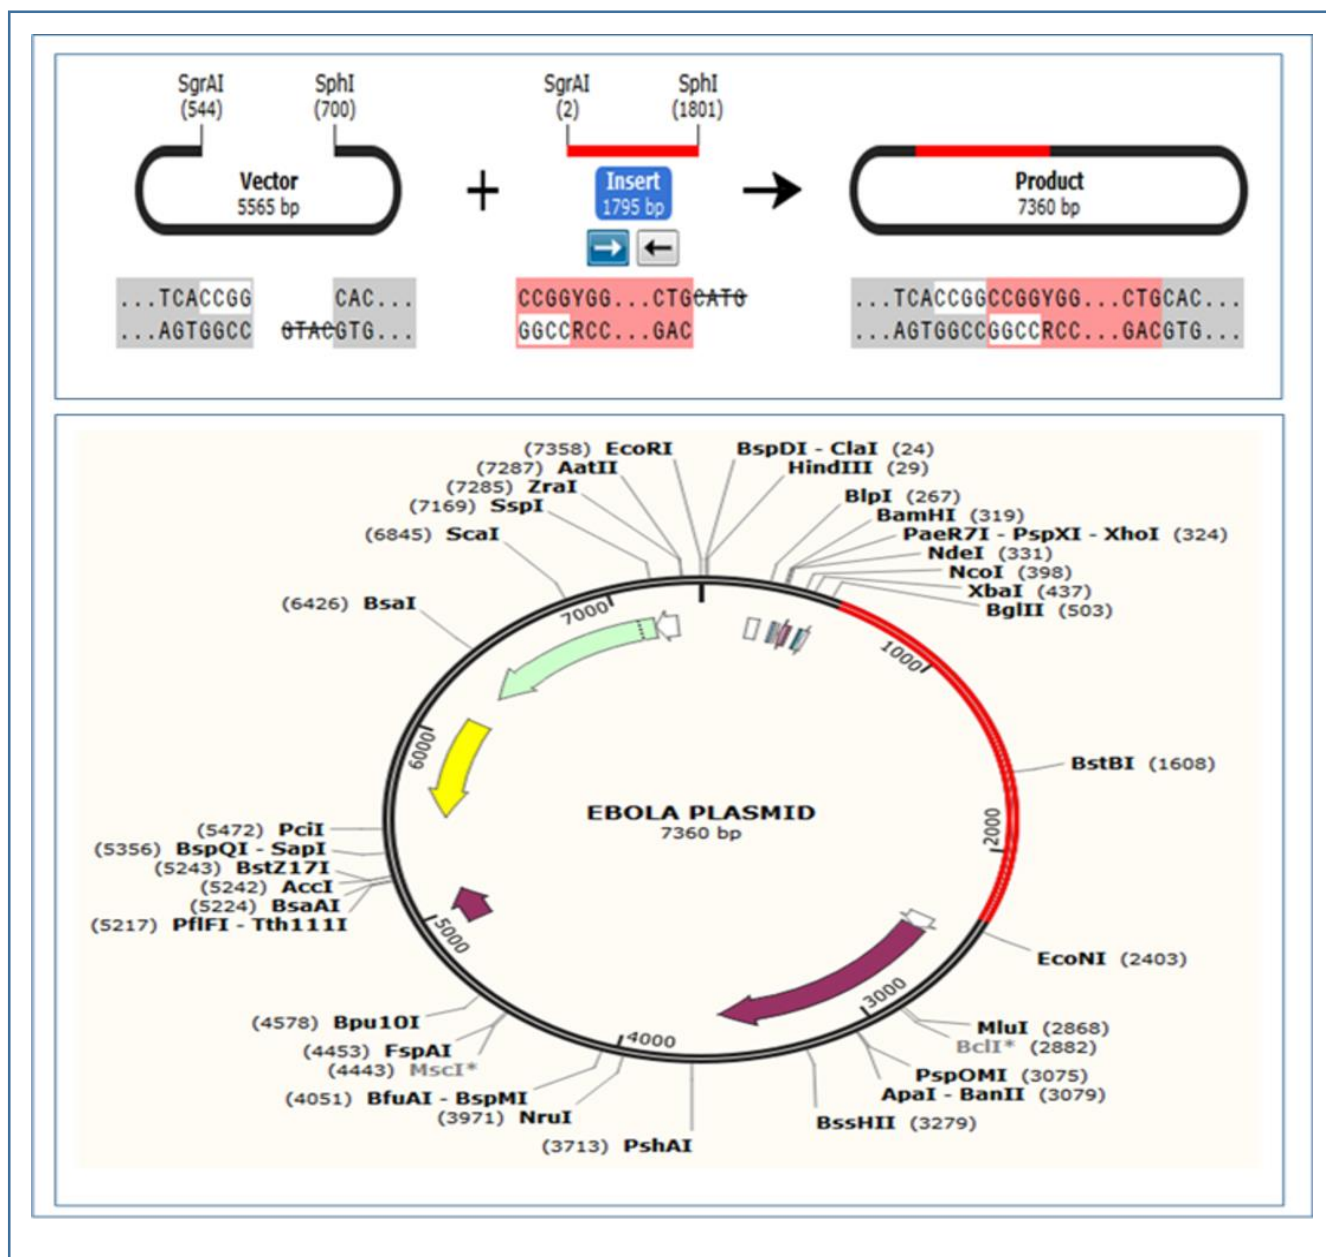 SgrAI
(544)
SphI
(700)
SgrAI
(2)
SphI
(1801)
Vector
5565 bp
+
Insert
1795 bp
Product
7360 bp
...TCACCGG
...AGTGGCC
CAC...
GTACGTG...
CCGGYGG...CTGCATG
GGCCRCC...GAC
...TCACCGGCCGGYGG...CTGCAC...
...AGTGGCCGGCCRCC...GACGTG...
(7358) EcoRI
(7287) AatII
(7285) ZraI
(7169) SspI
(6845) ScaI
(6426) BsaI
BspDI - ClaI (24)
HindIII (29)
BlpI (267)
BamHI (319)
PaeR7I - PspXI - XhoI (324)
NdeI (331)
NcoI (398)
XbaI (437)
BglII (503)
7000
1000
6000
2000
BstBI (1608)
EBOLA PLASMID
7360 bp
(5472) PciI
(5356) BspQI - SapI
(5243) BstZ17I
(5242) AccI
(5224) BsaAI
(5217) PflFI - Tth111I
5000
3000
4000
EcoNI (2403)
MluI (2868)
BclI* (2882)
PspOMI (3075)
ApaI - BanII (3079)
BssHII (3279)
(4578) Bpu10I
(4453) FspAI
(4443) MscI*
(4051) BfuAI - BspMI
(3971) NruI
(3713) PshAI